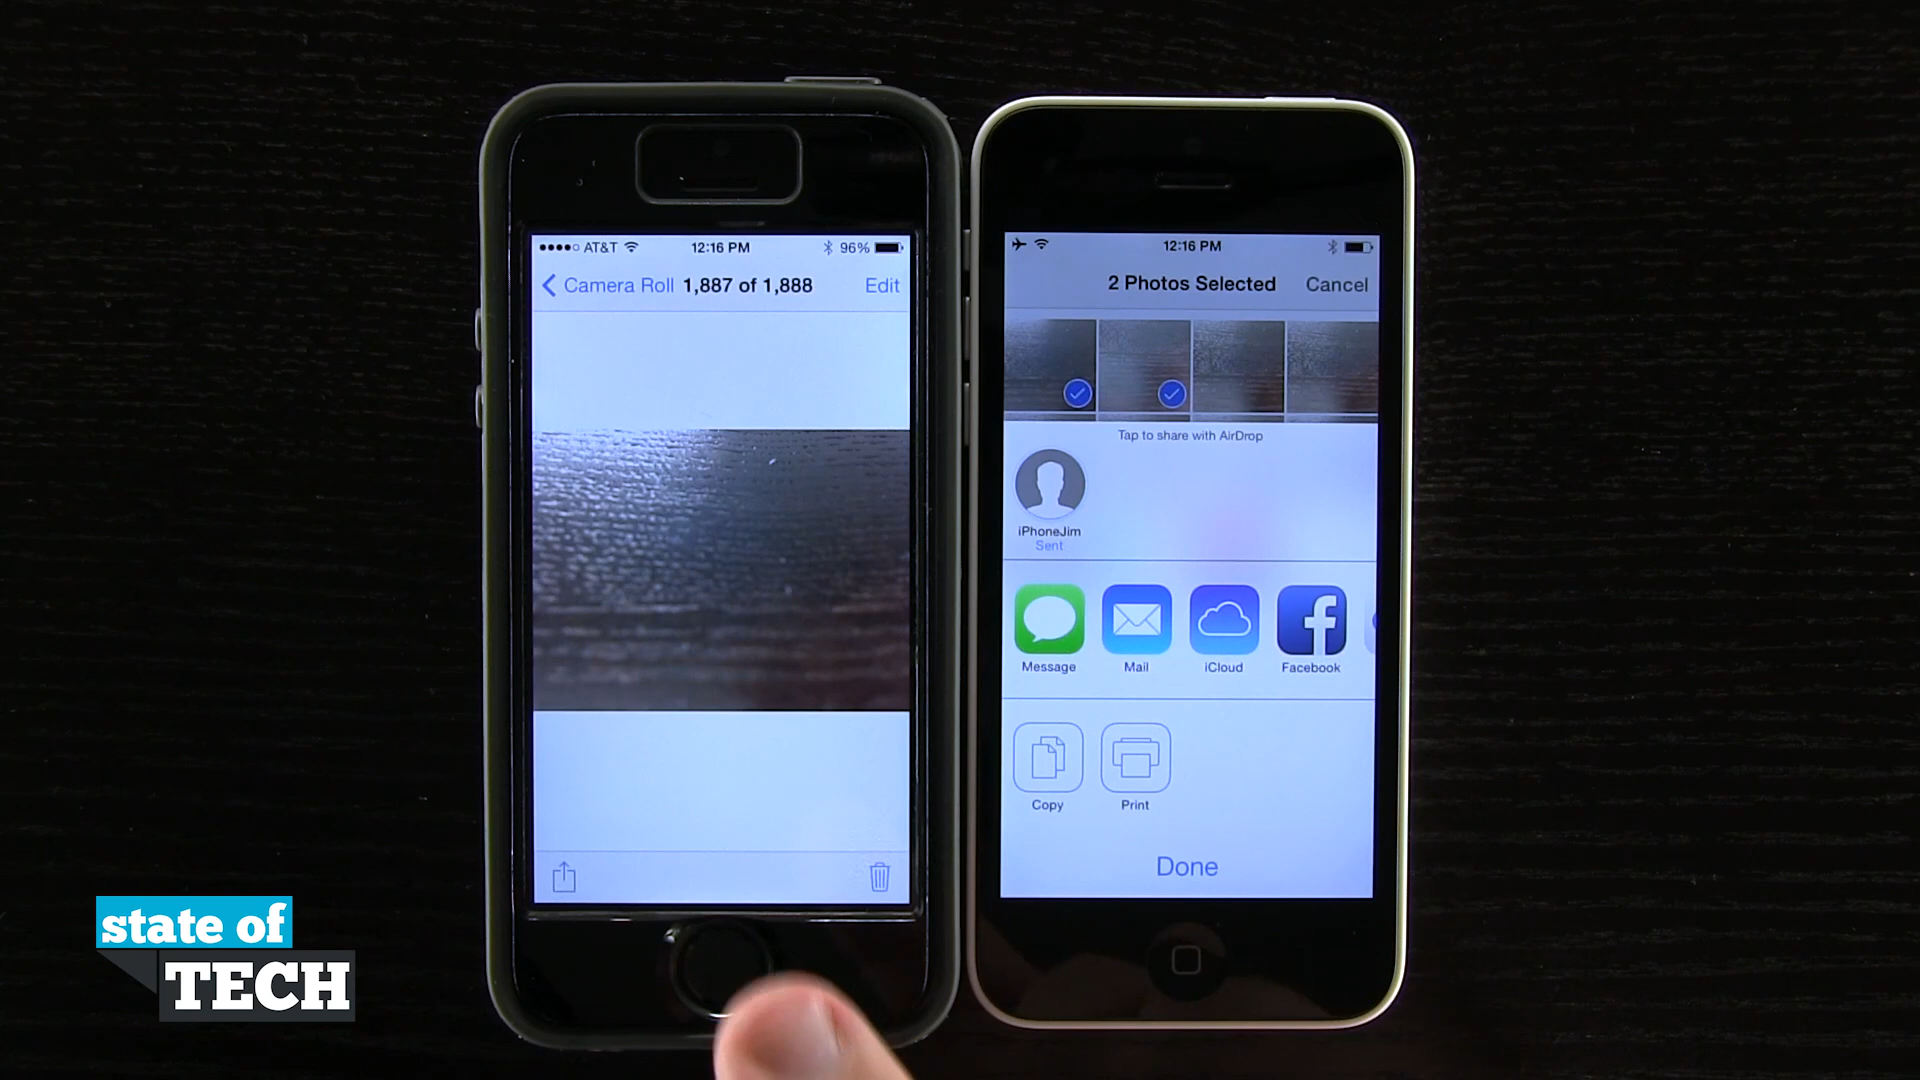 AT&T 12:16 PM 96%
Camera Roll 1,887 of 1,888 Edit
12:16 PM
2 Photos Selected Cancel
Tap to share with AirDrop
iPhoneJim
Sent
Message Mail iCloud Facebook
Copy Print
Done
state of
TECH